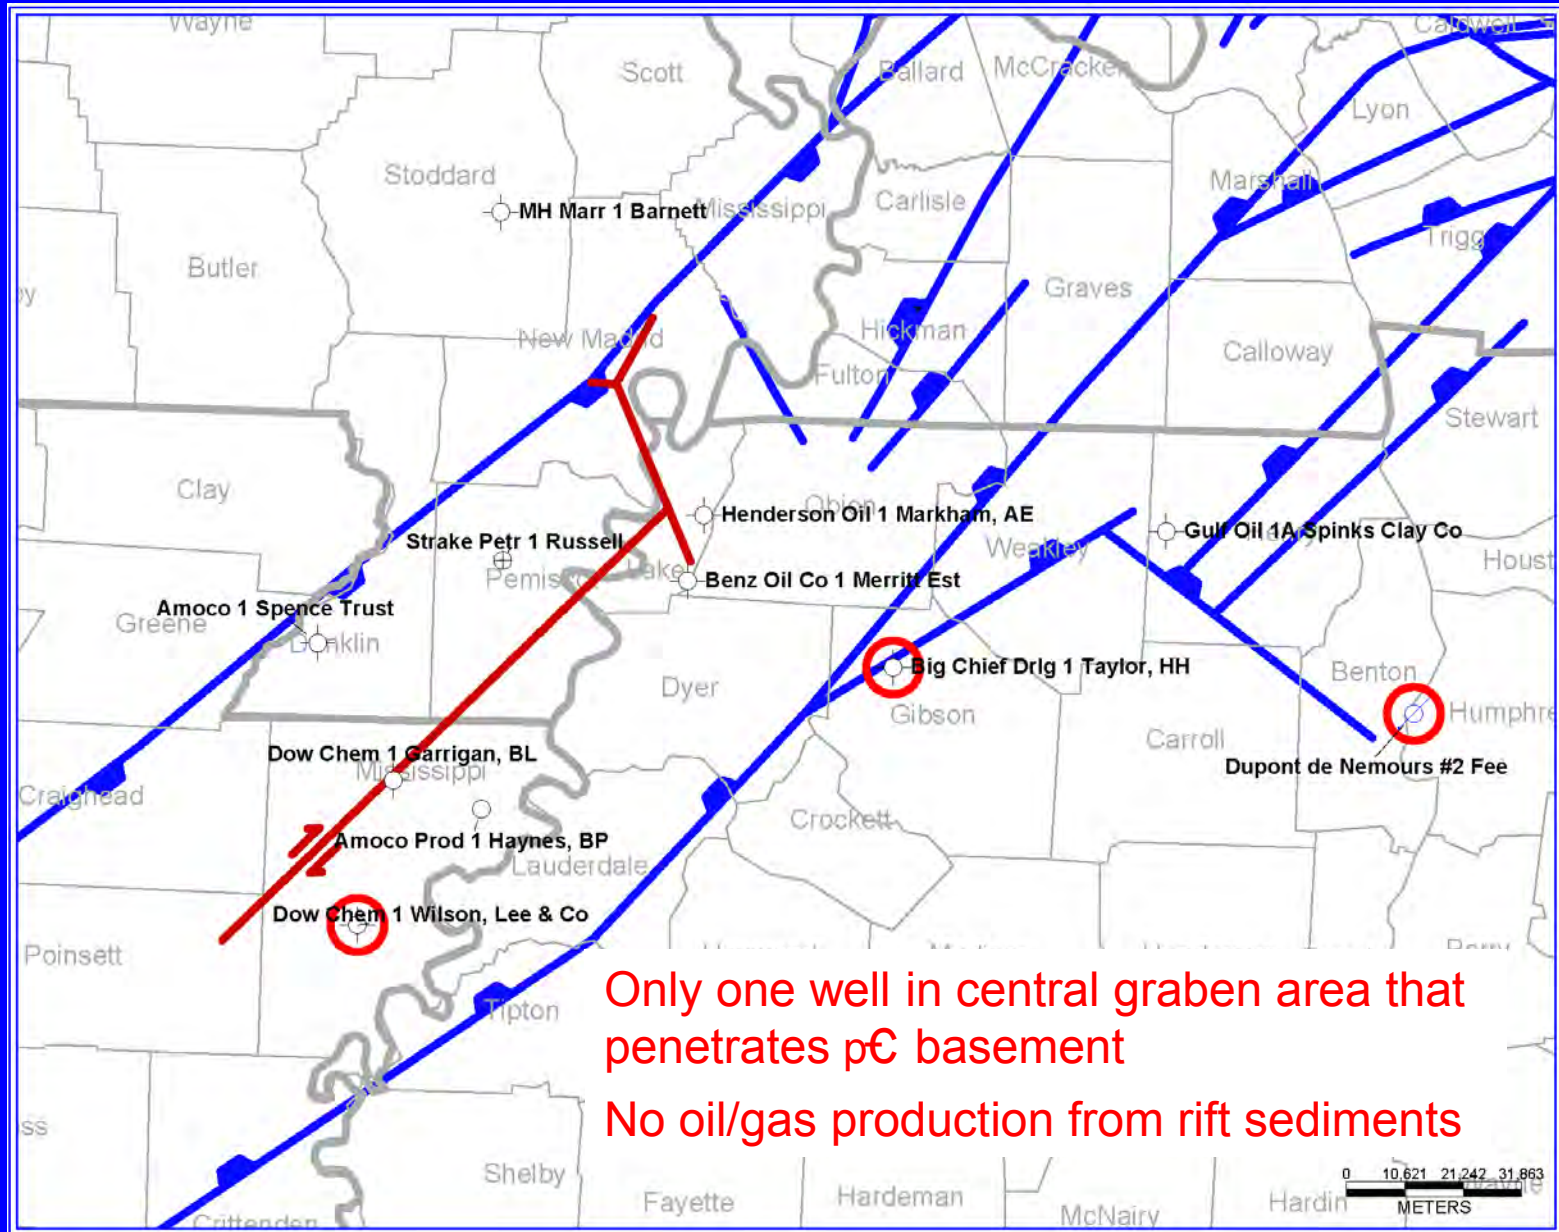 Wayne
Caldwell
Scott
Ballard
McCracken
Lyon
Stoddard
Marshall
MH Marr 1 Barnett
Mississippi
Carlisle
Trigg
Butler
Graves
New Madrid
Hickman
Calloway
Fulton
Stewart
Clay
Obion
Henderson Oil 1 Markham, AE
Gulf Oil 1A Spinks Clay Co
Strake Petr 1 Russell
Weakley
Houst
Pemisco
Lake
Benz Oil Co 1 Merritt Est
Amoco 1 Spence Trust
Greene
Dunklin
Big Chief Drlg 1 Taylor, HH
Benton
Dyer
Gibson
Humphre
Carroll
Dow Chem 1 Garrigan, BL
Mississippi
Dupont de Nemours #2 Fee
Craighead
Crockett
Amoco Prod 1 Haynes, BP
Lauderdale
Dow Chem 1 Wilson, Lee & Co
Poinsett
Perry
Tipton
Only one well in central graben area that
penetrates p€ basement
No oil/gas production from rift sediments
ss
Shelby
0 10,621 21,242 31,863
METERS
Wayne
Fayette
Hardeman
Hardin
McNairy
Crittenden